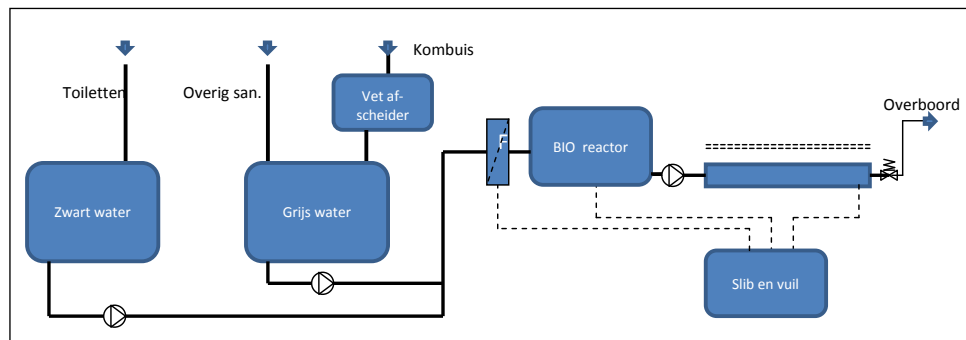 Kombuis
Toiletten
Overig san.
Vet af-
scheider
Overboord
F
BIO reactor
Zwart water
Grijs water
Slib en vuil